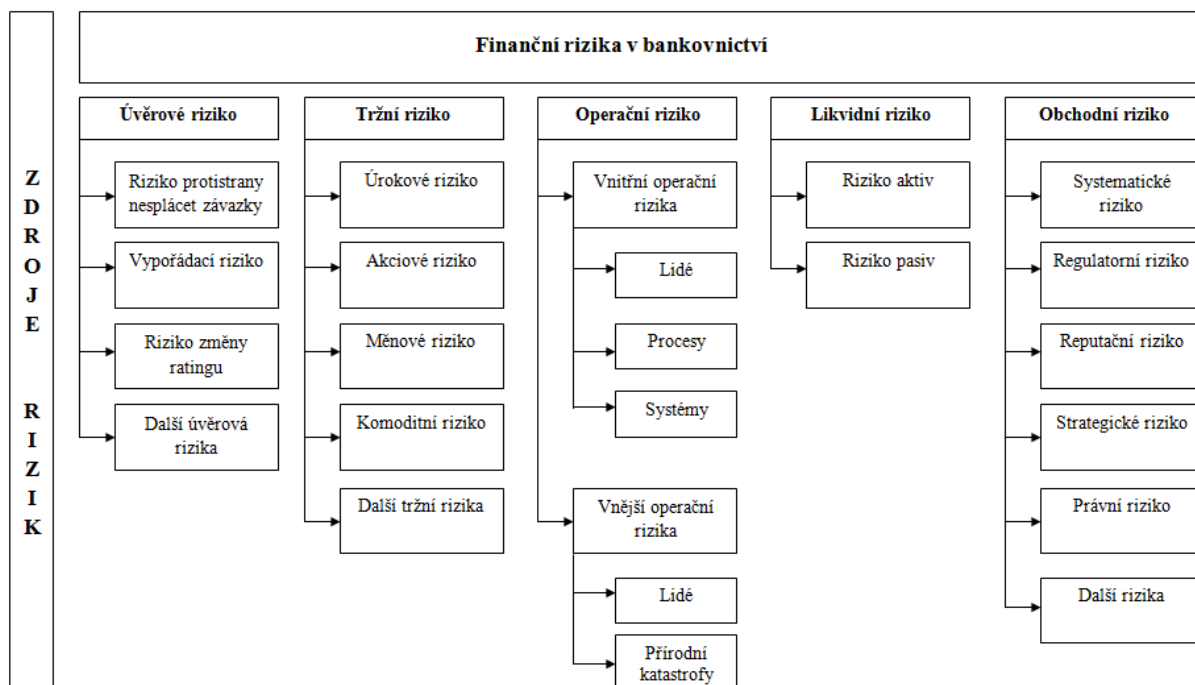 Finanční rizika v bankovnictví
ZDROJE RIZIK
Úvěrové riziko
Riziko protistrany
nesplácet závazky
Vypořádací riziko
Riziko změny
ratingu
Další úvěrová
rizika
Tržní riziko
Úrokové riziko
Akciové riziko
Měnové riziko
Komoditní riziko
Další tržní rizika
Operační riziko
Vnitřní operační
rizika
Lidé
Procesy
Systémy
Vnější operační
rizika
Lidé
Přírodní
katastrofy
Likvidní riziko
Riziko aktiv
Riziko pasiv
Obchodní riziko
Systematické
riziko
Regulatorní riziko
Reputační riziko
Strategické riziko
Právní riziko
Další rizika